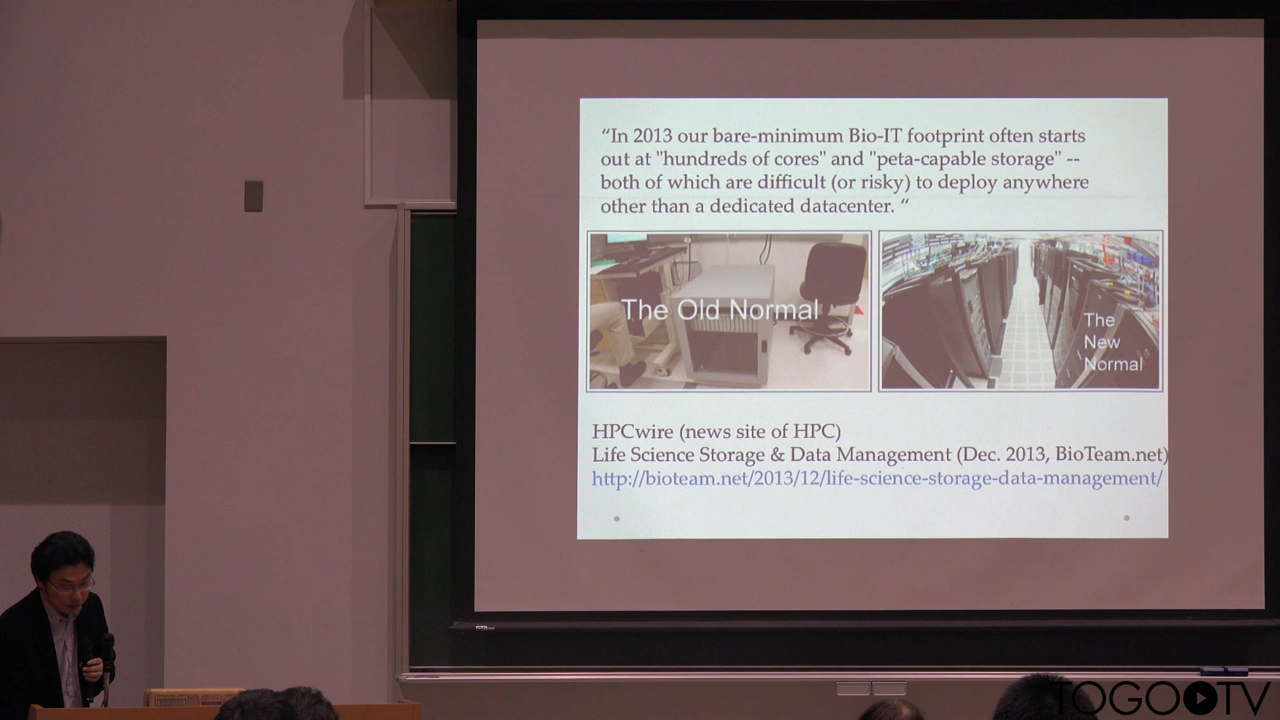 “In 2013 our bare-minimum Bio-IT footprint often starts
out at "hundreds of cores" and "peta-capable storage" --
both of which are difficult (or risky) to deploy anywhere
other than a dedicated datacenter. “
The Old Normal
The
New
Normal
HPCwire (news site of HPC)
Life Science Storage & Data Management (Dec. 2013, BioTeam.net)
http://bioteam.net/2013/12/life-science-storage-data-management/
TOGOTV